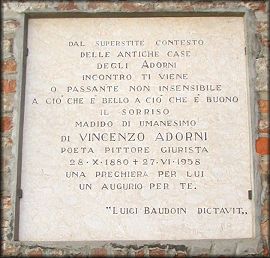 DAL SUPERSTITE CONTESTO
DELLE ANTICHE CASE
DEGLI ADORNI
INCONTRO TI VIENE
O PASSANTE NON INSENSIBILE
A CIÒ CHE È BELLO A CIÒ CHE È BUONO
IL SORRISO
MADIDO DI UMANESIMO
DI VINCENZO ADORNI
POETA PITTORE GIURISTA
28·X·1880 + 27·VI·1958
UNA PREGHIERA PER LUI
UN AUGURIO PER TE.
"LUIGI BAUDOIN DICTAVIT„